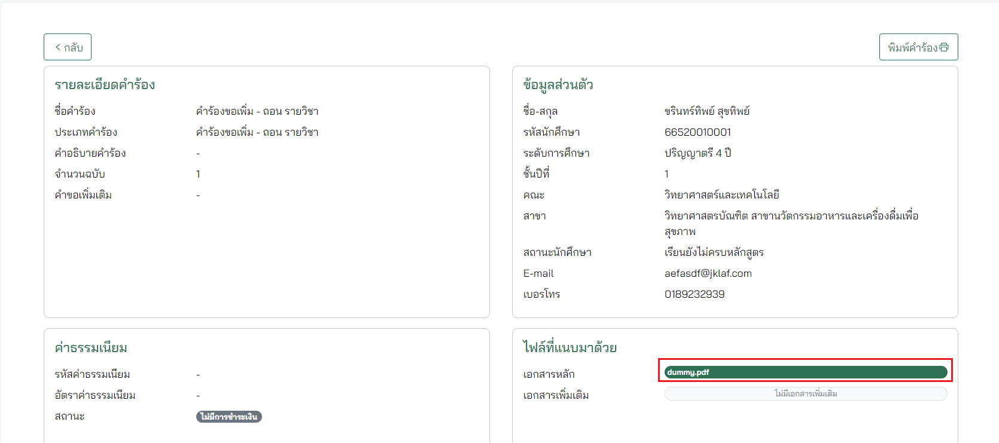 กลับ
พิมพ์คำร้อง
รายละเอียดคำร้อง
ชื่อคำร้อง คำร้องขอเพิ่ม - ถอน รายวิชา
ประเภทคำร้อง คำร้องขอเพิ่ม - ถอน รายวิชา
คำอธิบายคำร้อง -
จำนวนฉบับ 1
คำขอเพิ่มเติม -
ข้อมูลส่วนตัว
ชื่อ-สกุล ขรินทร์ทิพย์ สุขทิพย์
รหัสนักศึกษา 66520010001
ระดับการศึกษา ปริญญาตรี 4 ปี
ชั้นปีที่ 1
คณะ วิทยาศาสตร์และเทคโนโลยี
สาขา วิทยาศาสตรบัณฑิต สาขานวัตกรรมอาหารและเครื่องดื่มเพื่อ
สุขภาพ
สถานะนักศึกษา เรียนยังไม่ครบหลักสูตร
E-mail aefasdf@jklaf.com
เบอรโทร 0189232939
ค่าธรรมเนียม
รหัสค่าธรรมเนียม -
อัตราค่าธรรมเนียม -
สถานะ ไม่มีการชำระเงิน
ไฟล์ที่แนบมาด้วย
เอกสารหลัก dummy.pdf
เอกสารเพิ่มเติม ไม่มีเอกสารเพิ่มเติม